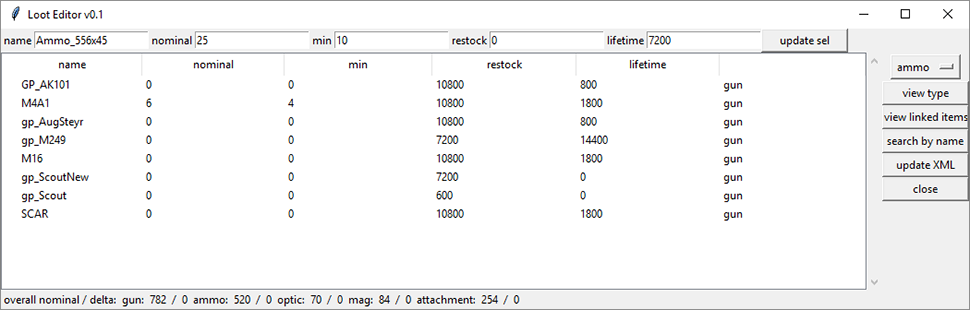 Loot Editor v0.1
name Ammo_556x45 nominal 25 min 10 restock 0 lifetime 7200 update sel
name nominal min restock lifetime
GP_AK101 0 0 10800 800 gun
M4A1 6 4 10800 1800 gun
gp_AugSteyr 0 0 10800 800 gun
gp_M249 0 0 7200 14400 gun
M16 0 0 10800 1800 gun
gp_ScoutNew 0 0 7200 0 gun
gp_Scout 0 0 600 0 gun
SCAR 0 0 10800 1800 gun
ammo
view type
view linked items
search by name
update XML
close
overall nominal / delta: gun: 782 / 0 ammo: 520 / 0 optic: 70 / 0 mag: 84 / 0 attachment: 254 / 0